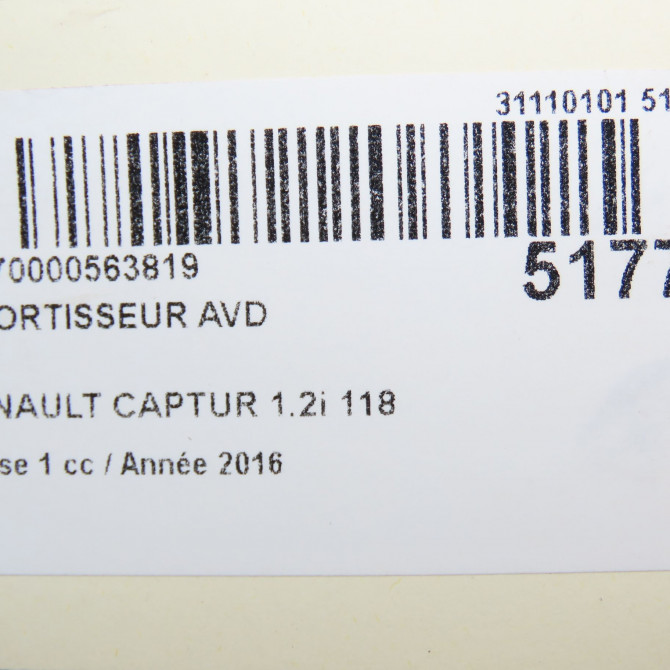 31110101 51
70000563819
5177
ORTISSEUR AVD
NAULT CAPTUR 1.2i 118
se 1 cc / Année 2016